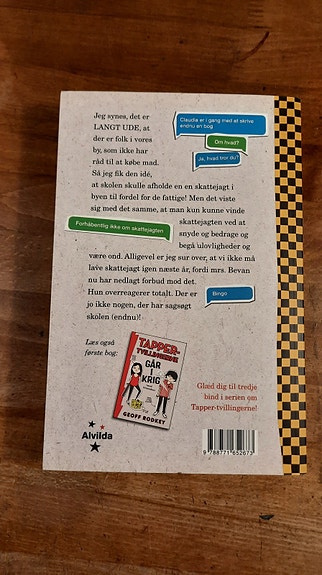 Jeg synes, det er
LANGT UDE, at
der er folk i vores
by, som ikke har
råd til at købe mad.
Så jeg fik den idé,
at skolen skulle afholde en en skattejagt i
byen til fordel for de fattige! Men det viste
sig med det samme, at man kun kunne vinde
skattejagten ved at
snyde og bedrage og
begå ulovligheder og
være ond. Alligevel er jeg sur over, at vi ikke må
lave skattejagt igen næste år, fordi mrs. Bevan
nu har nedlagt forbud mod det.
Hun overreagerer totalt. Der er
jo ikke nogen, der har sagsøgt
skolen (endnu)!
Claudia er i gang med at skrive
endnu en bog
Om hvad?
Ja, hvad tror du?
Forhåbentlig ikke om skattejagten
Bingo
Læs også
første bog:
TAPPER-
TVILLINGERNE
GÅR I
KRIG
GEOFF RODKEY
Glæd dig til tredje
bind i serien om
Tapper-tvillingerne!
Alvilda
9 788771 652673